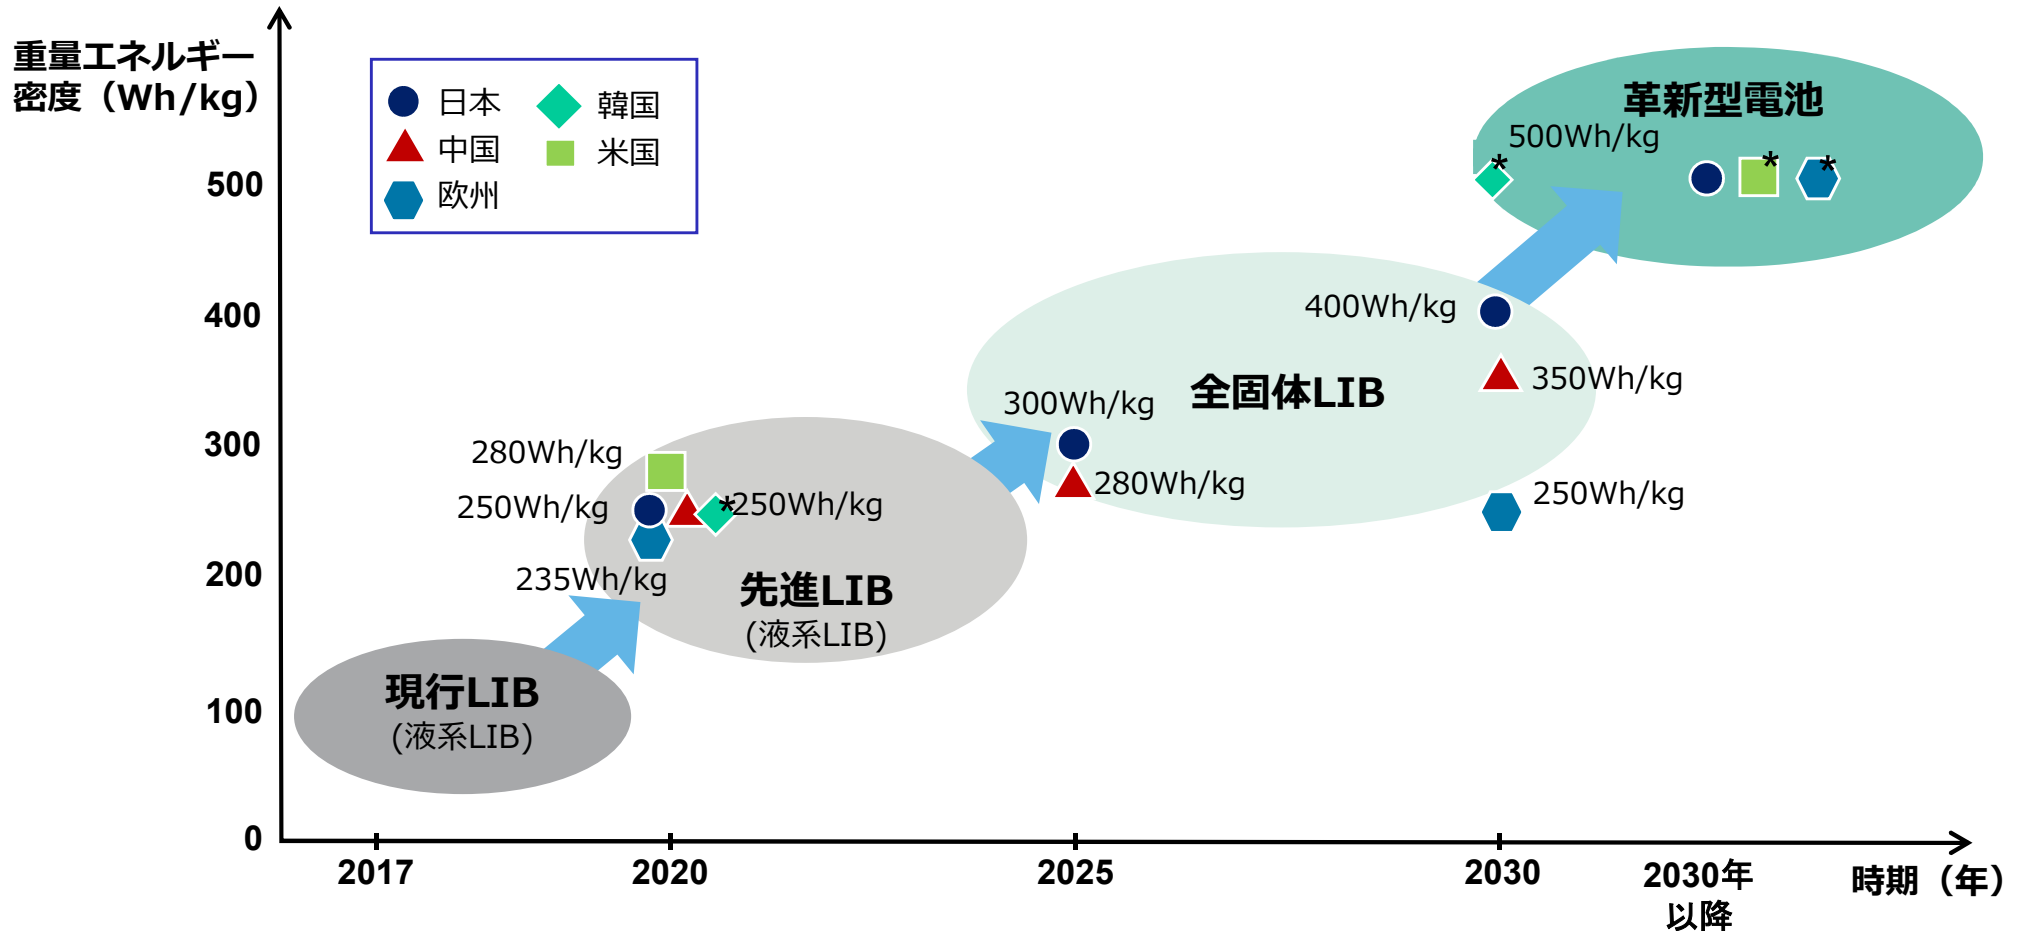 重量エネルギー
密度（Wh/kg）
日本
韓国
中国
米国
欧州
革新型電池
500Wh/kg
*
*
*
500
400
300
200
100
0
400Wh/kg
全固体LIB
350Wh/kg
300Wh/kg
280Wh/kg
250Wh/kg
280Wh/kg
250Wh/kg
*250Wh/kg
235Wh/kg
先進LIB
(液系LIB)
現行LIB
(液系LIB)
2017
2020
2025
2030
2030年
以降
時期（年）